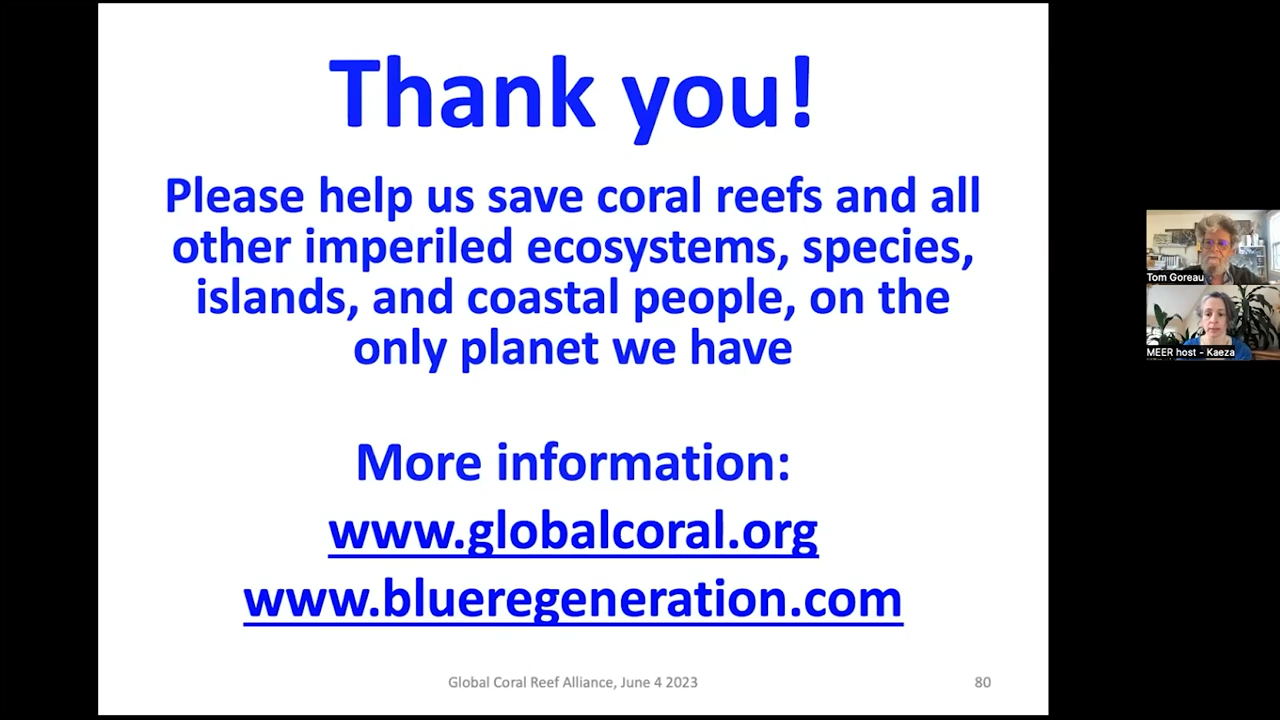 Thank you!
Please help us save coral reefs and all
other imperiled ecosystems, species,
islands, and coastal people, on the
only planet we have
More information:
www.globalcoral.org
www.blueregeneration.com
Global Coral Reef Alliance, June 4 2023
80
Tom Goreau
MEER host - Kaeza